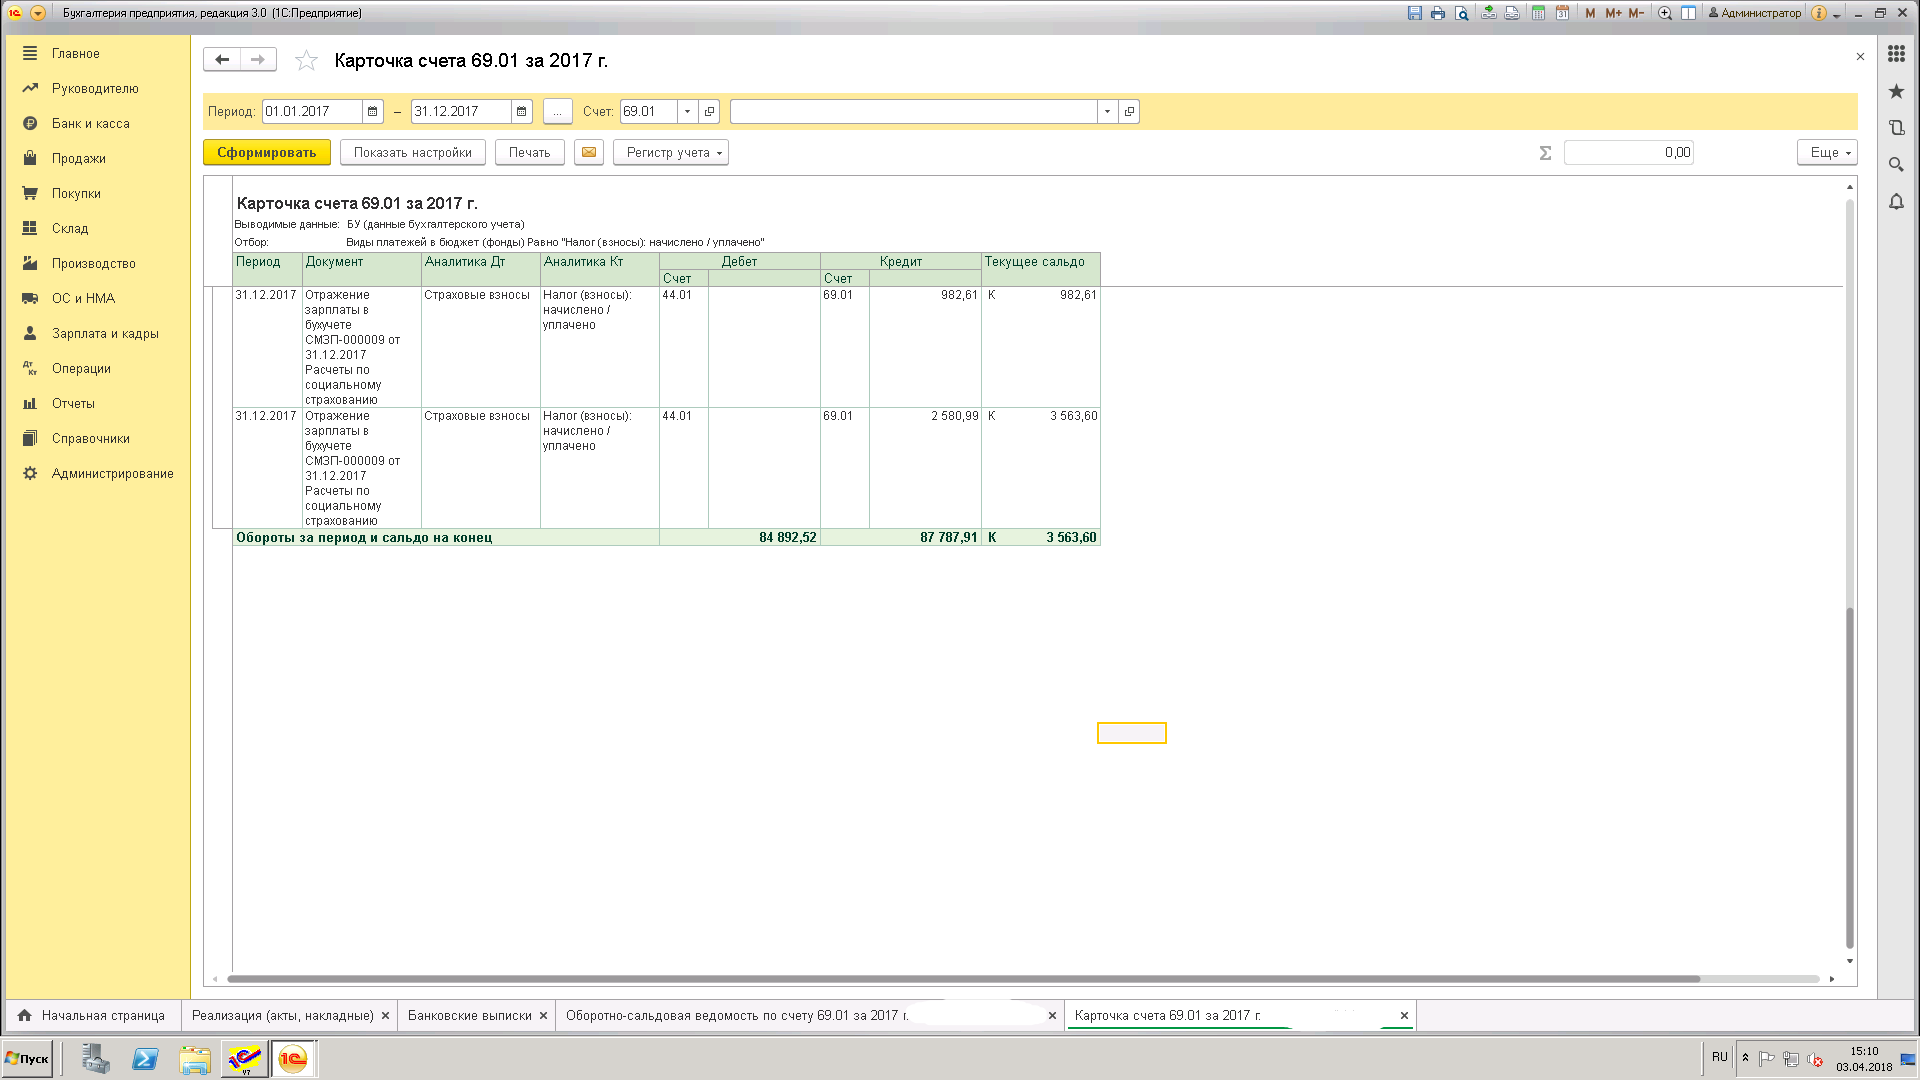 Бухгалтерия предприятия, редакция 3.0 (1С:Предприятие)
M M+ M- Администратор
Главное
Руководителю
Банк и касса
Продажи
Покупки
Склад
Производство
ОС и НМА
Зарплата и кадры
Операции
Отчеты
Справочники
Администрирование
Карточка счета 69.01 за 2017 г.
Период: 01.01.2017 – 31.12.2017 ... Счет: 69.01
Сформировать Показать настройки Печать Регистр учета Σ 0,00 Еще
Карточка счета 69.01 за 2017 г.
Выводимые данные: БУ (данные бухгалтерского учета)
Отбор: Виды платежей в бюджет (фонды) Равно "Налог (взносы): начислено / уплачено"
Период Документ Аналитика Дт Аналитика Кт Дебет Кредит Текущее сальдо
Счет Счет
31.12.2017 Отражение Страховые взносы Налог (взносы): 44.01 69.01 982,61 К 982,61
зарплаты в начислено /
бухучете уплачено
СМЗП-000009 от
31.12.2017
Расчеты по
социальному
страхованию
31.12.2017 Отражение Страховые взносы Налог (взносы): 44.01 69.01 2 580,99 К 3 563,60
зарплаты в начислено /
бухучете уплачено
СМЗП-000009 от
31.12.2017
Расчеты по
социальному
страхованию
Обороты за период и сальдо на конец 84 892,52 87 787,91 К 3 563,60
Начальная страница Реализация (акты, накладные) Банковские выписки Оборотно-сальдовая ведомость по счету 69.01 за 2017 г. Карточка счета 69.01 за 2017 г.
Пуск RU 15:10
03.04.2018